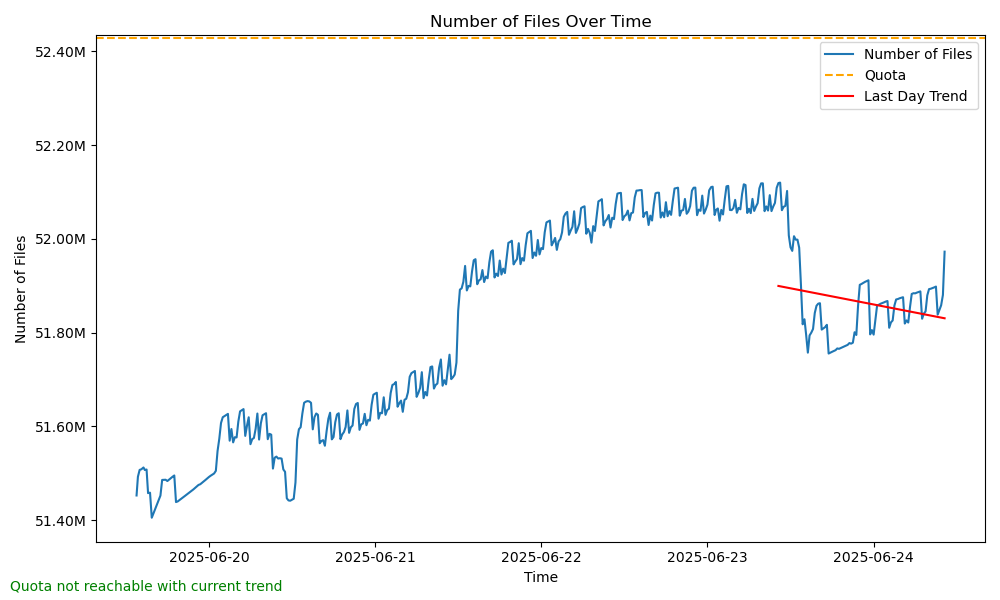 Number of Files Over Time
Number of Files
Quota
Last Day Trend
52.40M
52.20M
52.00M
51.80M
51.60M
51.40M
Number of Files
2025-06-20
2025-06-21
2025-06-22
2025-06-23
2025-06-24
Time
Quota not reachable with current trend